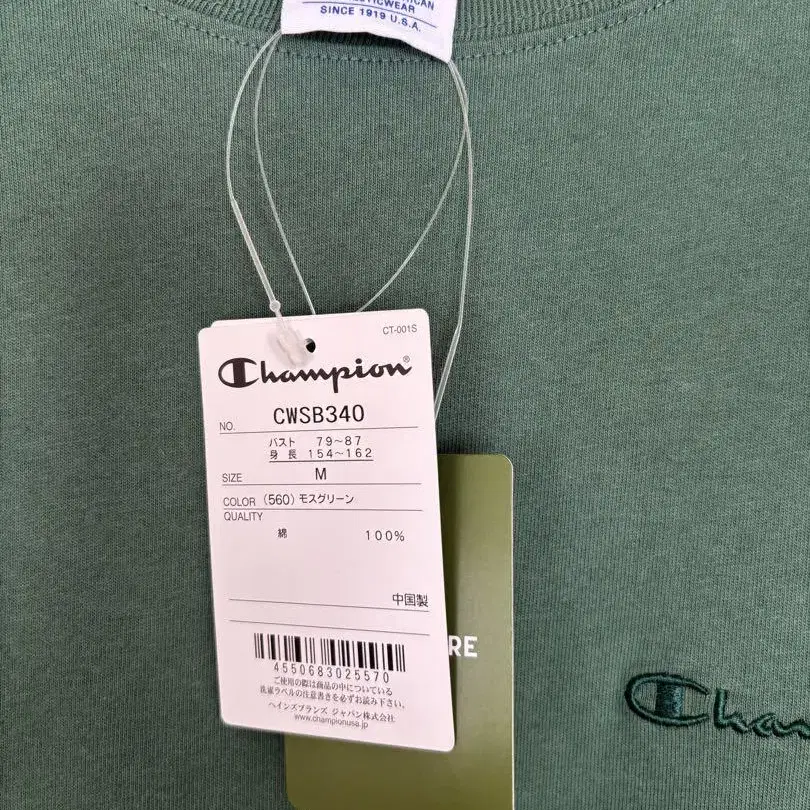 SINCE 1919 U.S.A.
CT-001S
Champion®
NO. CWSB340
バスト 79~87
身長 154~162
SIZE M
COLOR (560) モスグリーン
QUALITY
綿 100%
中国製
4550683025570
ご使用の際は商品の中についている
洗濯ラベルの注意書きを必ずお読み下さい。
ヘインズブランズ ジャパン株式会社
www.championusa.jp
RE
Cham